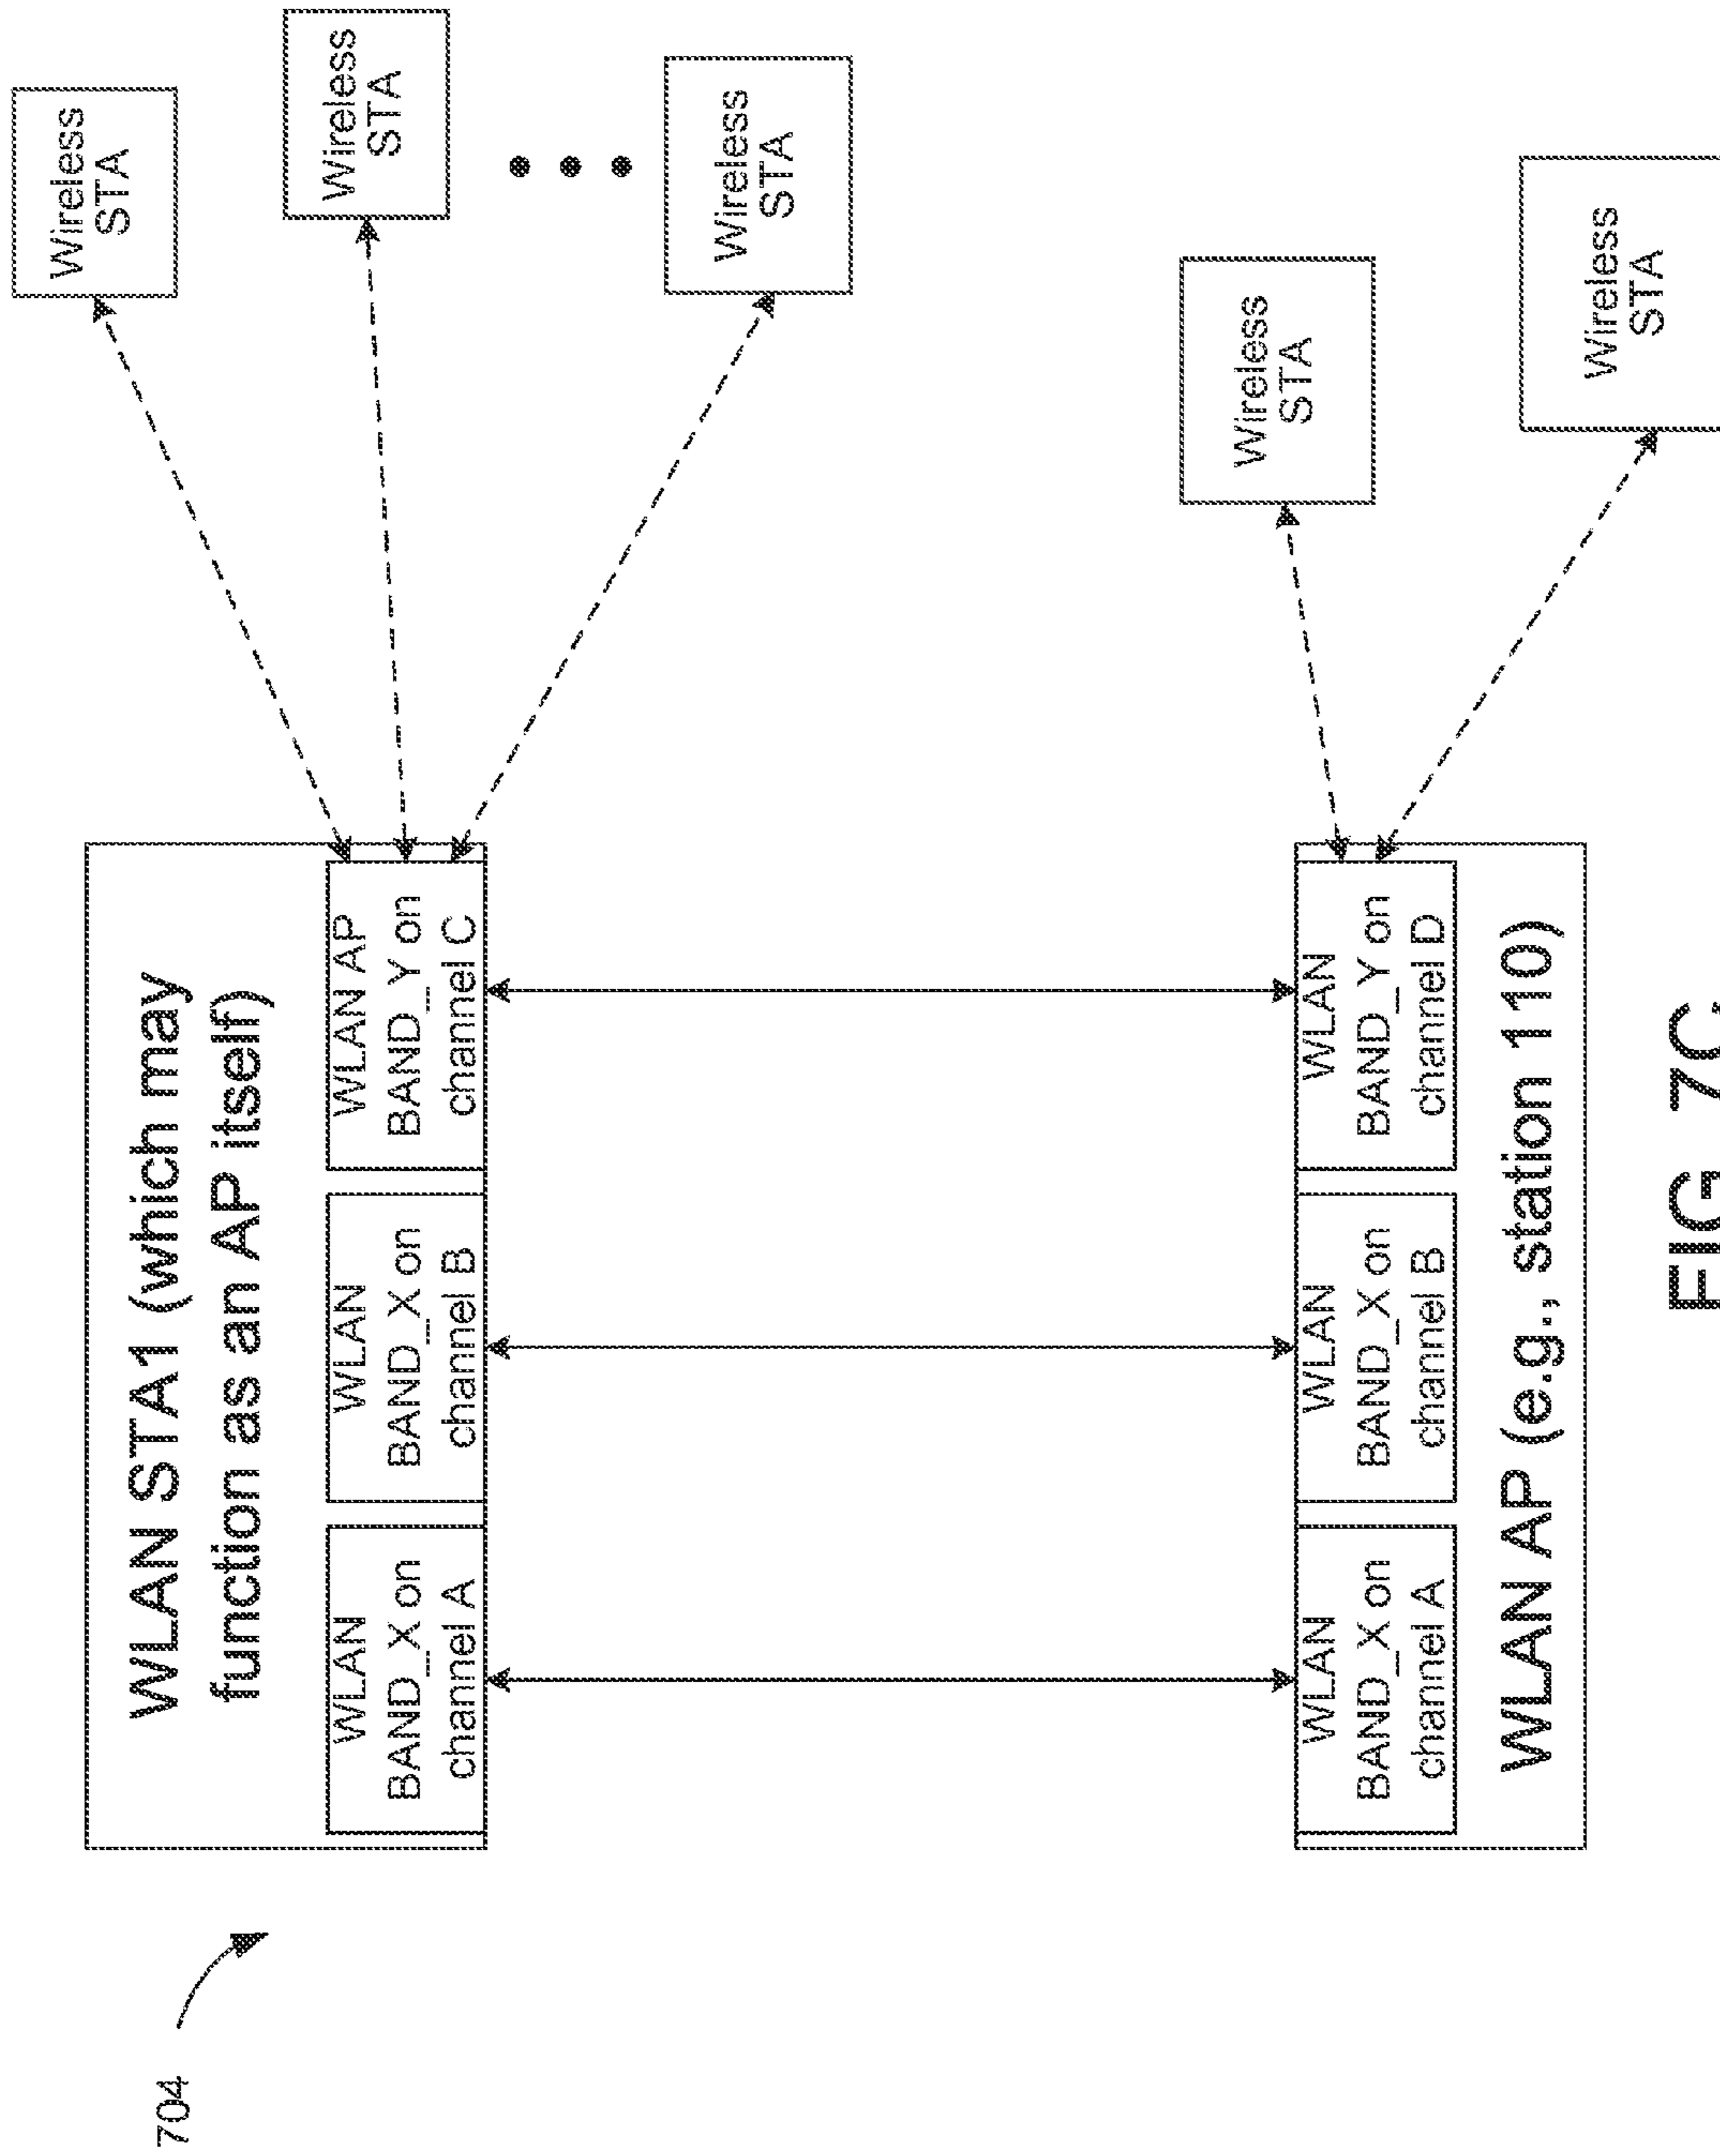 704
WLAN STA1 (which may
function as an AP itself)
WLAN
BAND_X on
channel A
WLAN
BAND_X on
channel B
WLAN AP
BAND_Y on
channel C
Wireless
STA
Wireless
STA
Wireless
STA
WLAN
BAND_X on
channel A
WLAN
BAND_X on
channel B
WLAN
BAND_Y on
channel D
WLAN AP (e.g., station 110)
Wireless
STA
Wireless
STA
FIG 7C